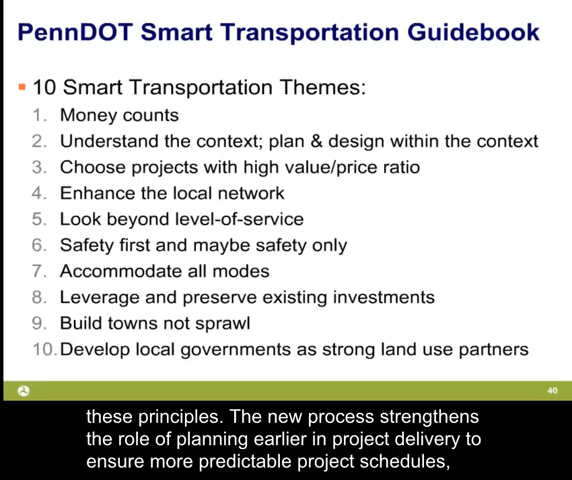 PennDOT Smart Transportation Guidebook
10 Smart Transportation Themes:
1. Money counts
2. Understand the context; plan & design within the context
3. Choose projects with high value/price ratio
4. Enhance the local network
5. Look beyond level-of-service
6. Safety first and maybe safety only
7. Accommodate all modes
8. Leverage and preserve existing investments
9. Build towns not sprawl
10. Develop local governments as strong land use partners
40
these principles. The new process strengthens
the role of planning earlier in project delivery to
ensure more predictable project schedules,